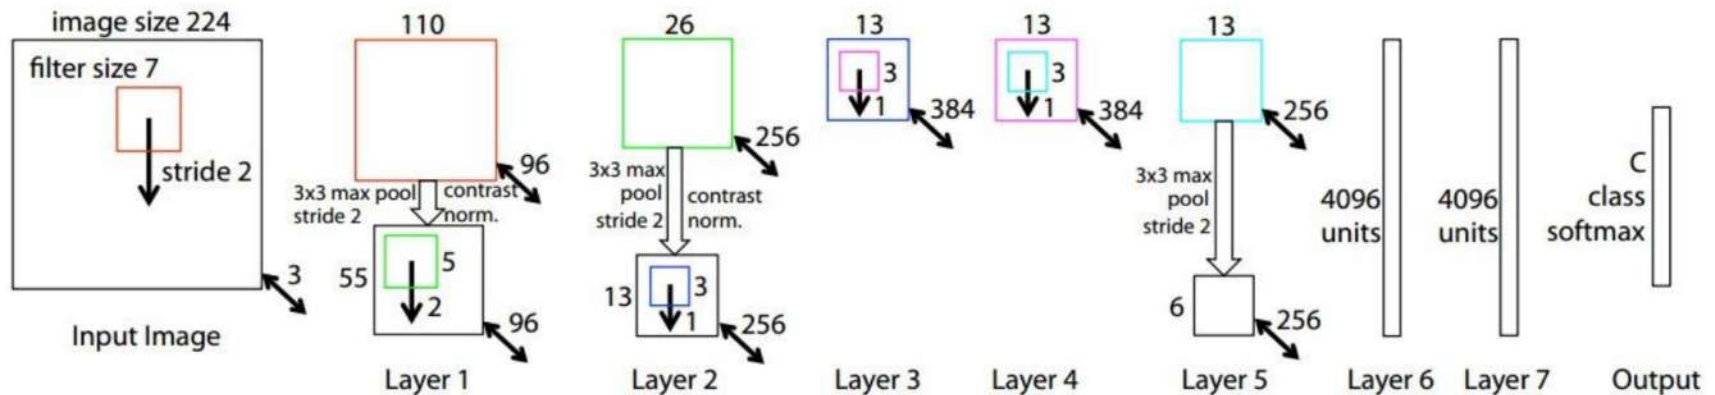 image size 224
filter size 7
stride 2
3
Input Image
110
96
3x3 max pool
stride 2
contrast
norm.
55
5
2
96
Layer 1
26
256
3x3 max
pool
stride 2
contrast
norm.
13
3
1
256
Layer 2
13
3
1
384
Layer 3
13
3
1
384
Layer 4
13
256
3x3 max
pool
stride 2
6
256
Layer 5
4096
units
Layer 6
4096
units
Layer 7
C
class
softmax
Output